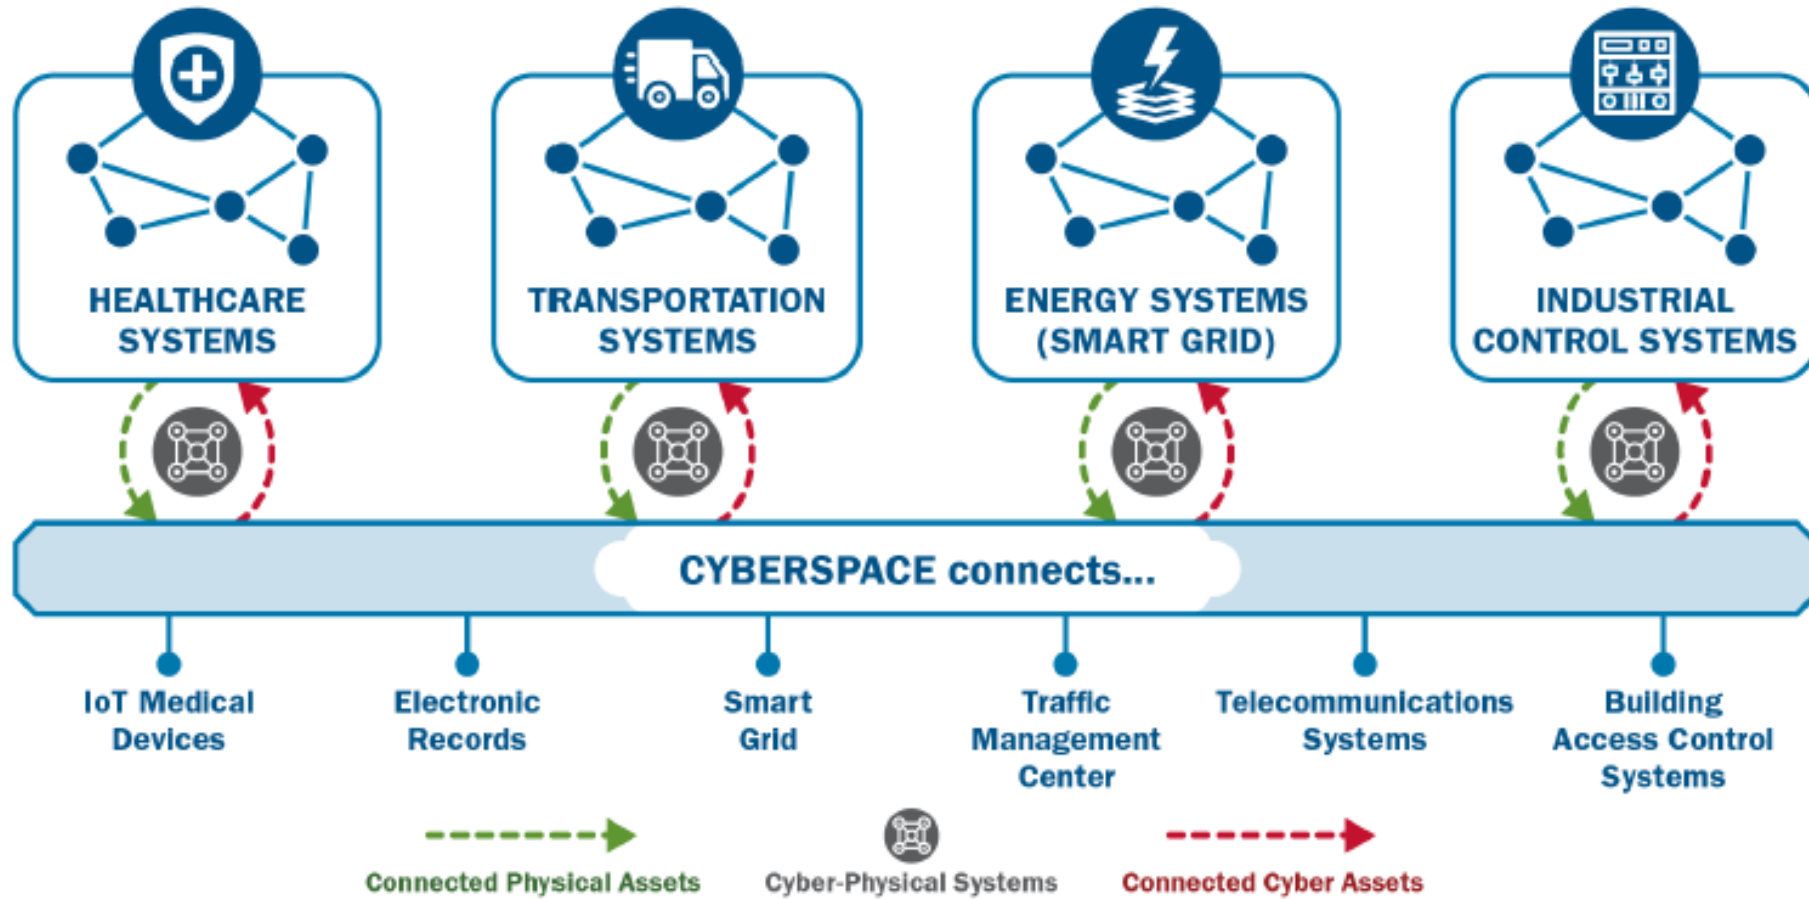 HEALTHCARE
SYSTEMS
TRANSPORTATION
SYSTEMS
ENERGY SYSTEMS
(SMART GRID)
INDUSTRIAL
CONTROL SYSTEMS
CYBERSPACE connects...
IoT Medical
Devices
Electronic
Records
Smart
Grid
Traffic
Management
Center
Telecommunications
Systems
Building
Access Control
Systems
Connected Physical Assets
Cyber-Physical Systems
Connected Cyber Assets